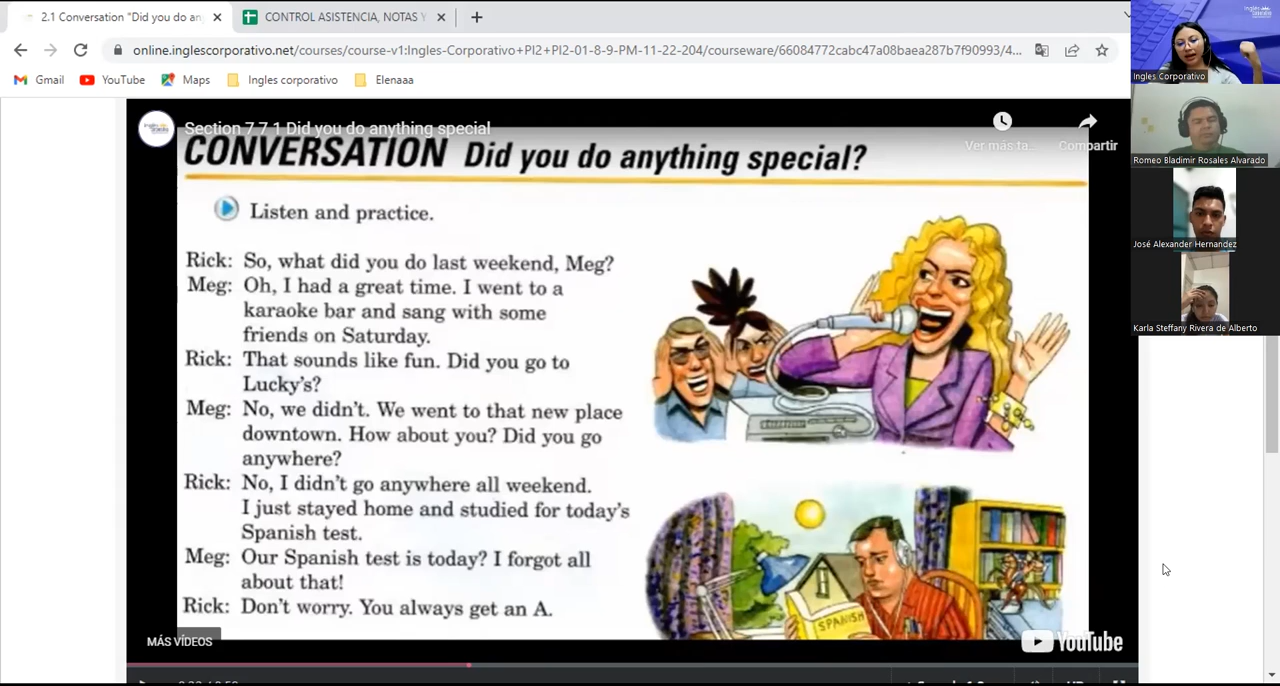 2.1 Conversation "Did you do an
CONTROL ASISTENCIA, NOTAS Y
online.inglescorporativo.net/courses/course-v1:Ingles-Corporativo+PI2+PI2-01-8-9-PM-11-22-204/courseware/66084772cabc47a08baea287b7f90993/4...
Gmail
YouTube
Maps
Ingles corporativo
Elenaaa
Ingles Corporativo
Romeo Bladimir Rosales Alvarado
José Alexander Hernandez
Karla Steffany Rivera de Alberto
Section 7 7 1 Did you do anything special
Ver más ta...
Compartir
CONVERSATION Did you do anything special?
Listen and practice.
Rick: So, what did you do last weekend, Meg?
Meg: Oh, I had a great time. I went to a
karaoke bar and sang with some
friends on Saturday.
Rick: That sounds like fun. Did you go to
Lucky's?
Meg: No, we didn't. We went to that new place
downtown. How about you? Did you go
anywhere?
Rick: No, I didn't go anywhere all weekend.
I just stayed home and studied for today's
Spanish test.
Meg: Our Spanish test is today? I forgot all
about that!
Rick: Don't worry. You always get an A.
SPANISH
MÁS VÍDEOS
YouTube